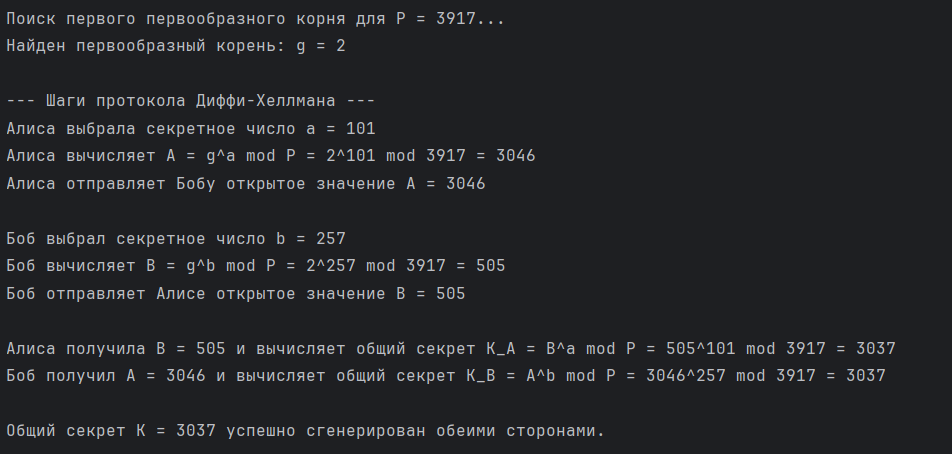 Поиск первого первообразного корня для P = 3917...
Найден первообразный корень: g = 2
--- Шаги протокола Диффи-Хеллмана ---
Алиса выбрала секретное число a = 101
Алиса вычисляет A = g^a mod P = 2^101 mod 3917 = 3046
Алиса отправляет Бобу открытое значение A = 3046
Боб выбрал секретное число b = 257
Боб вычисляет B = g^b mod P = 2^257 mod 3917 = 505
Боб отправляет Алисе открытое значение B = 505
Алиса получила B = 505 и вычисляет общий секрет K_A = B^a mod P = 505^101 mod 3917 = 3037
Боб получил A = 3046 и вычисляет общий секрет K_B = A^b mod P = 3046^257 mod 3917 = 3037
Общий секрет K = 3037 успешно сгенерирован обеими сторонами.